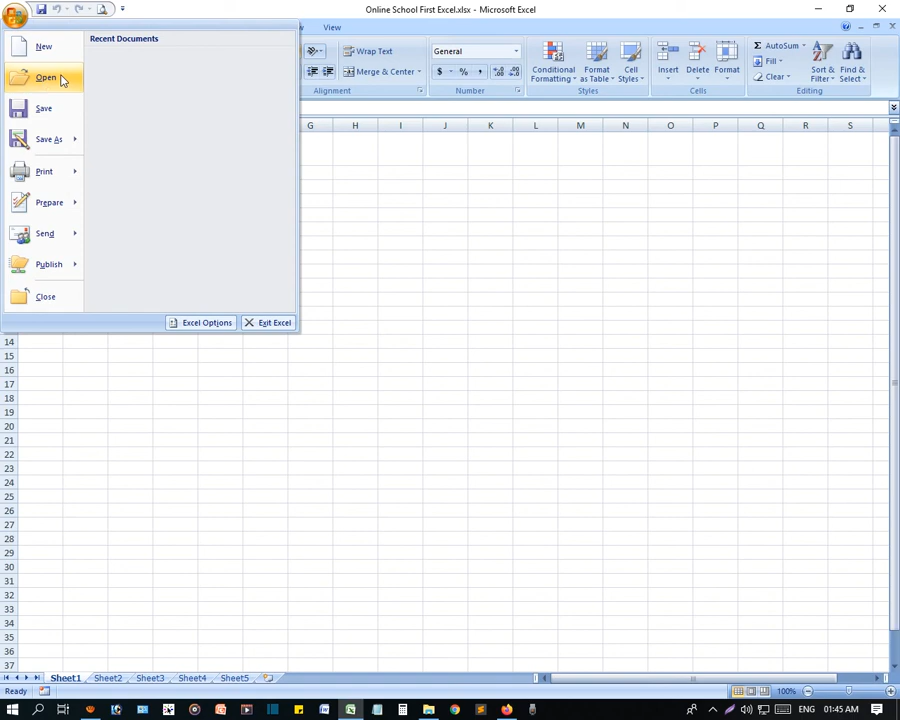 Online School First Excel.xlsx - Microsoft Excel
View
New
Open
Save
Save As
Print
Prepare
Send
Publish
Close
Recent Documents
Excel Options
Exit Excel
Wrap Text
Merge & Center
Alignment
General
$ % ,
Number
Conditional Formatting
Format as Table
Cell Styles
Styles
Insert
Delete
Format
Cells
Σ AutoSum
Fill
Clear
Sort & Filter
Find & Select
Editing
G H I J K L M N O P Q R S
14
15
16
17
18
19
20
21
22
23
24
25
26
27
28
29
30
31
32
33
34
35
36
37
Sheet1 Sheet2 Sheet3 Sheet4 Sheet5
Ready
100%
ENG 01:45 AM